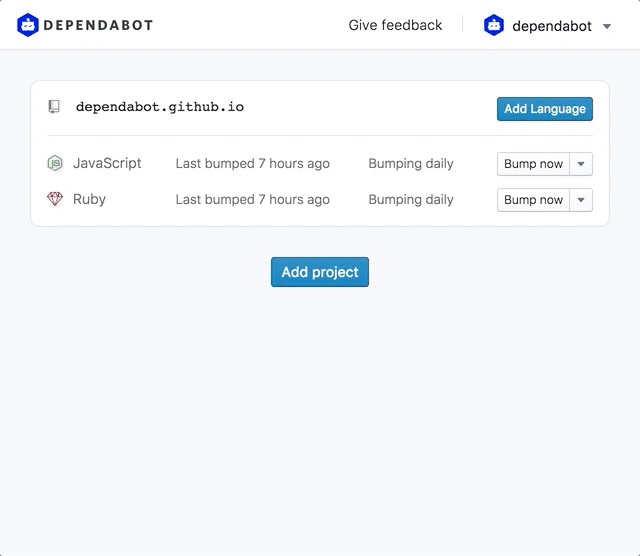 DEPENDABOT Give feedback dependabot
dependabot.github.io Add Language
JavaScript Last bumped 7 hours ago Bumping daily Bump now
Ruby Last bumped 7 hours ago Bumping daily Bump now
Add project